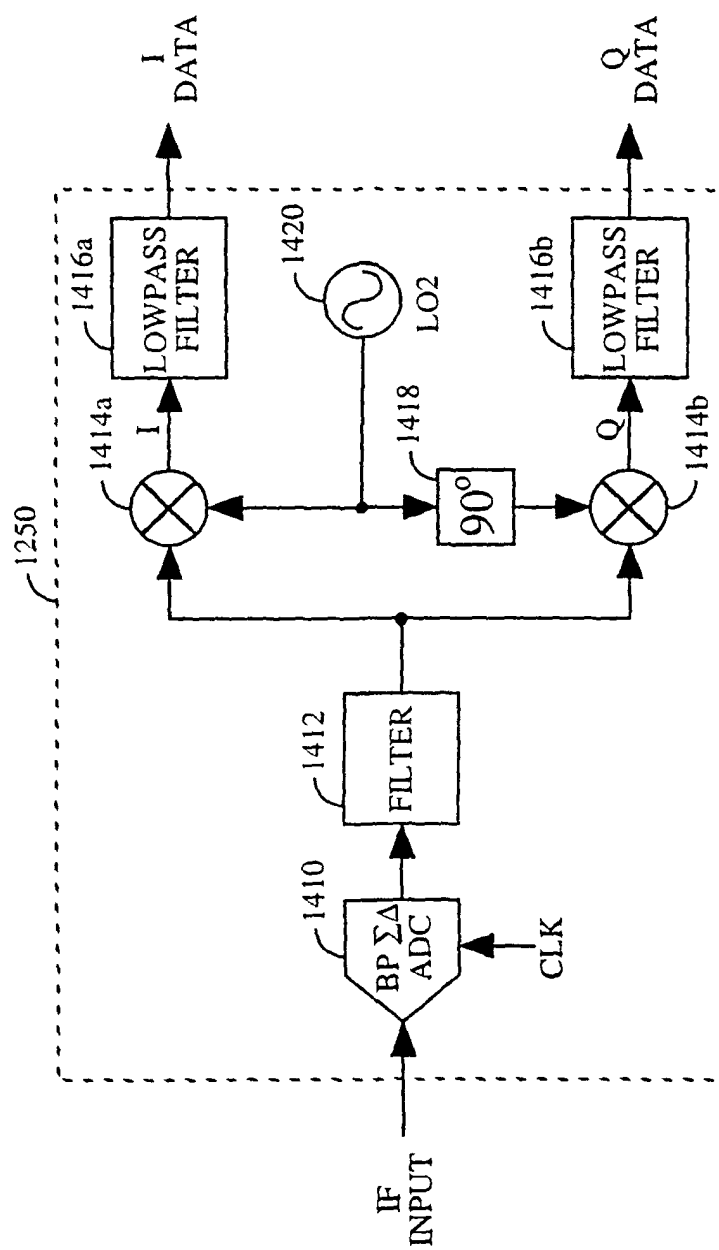 1250
IF
INPUT
1410
BP ΣΔ
ADC
CLK
1412
FILTER
1414a
I
1416a
LOWPASS
FILTER
I
DATA
1420
LO2
1418
90°
1414b
Q
1416b
LOWPASS
FILTER
Q
DATA